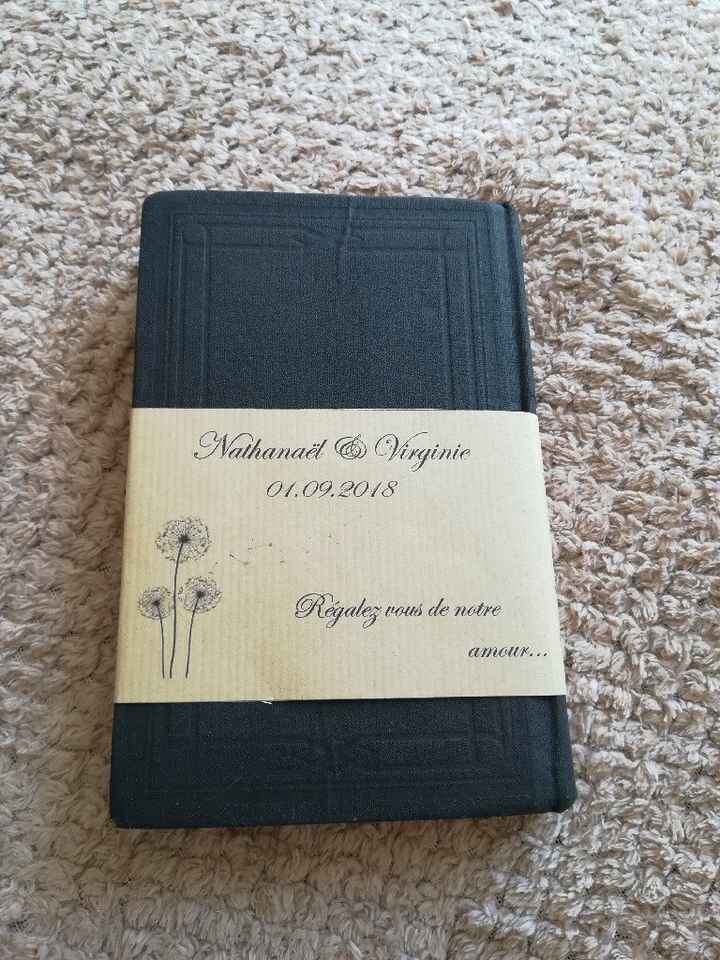 Nathanaël & Virginie
01.09.2018
Régalez vous de notre
amour...